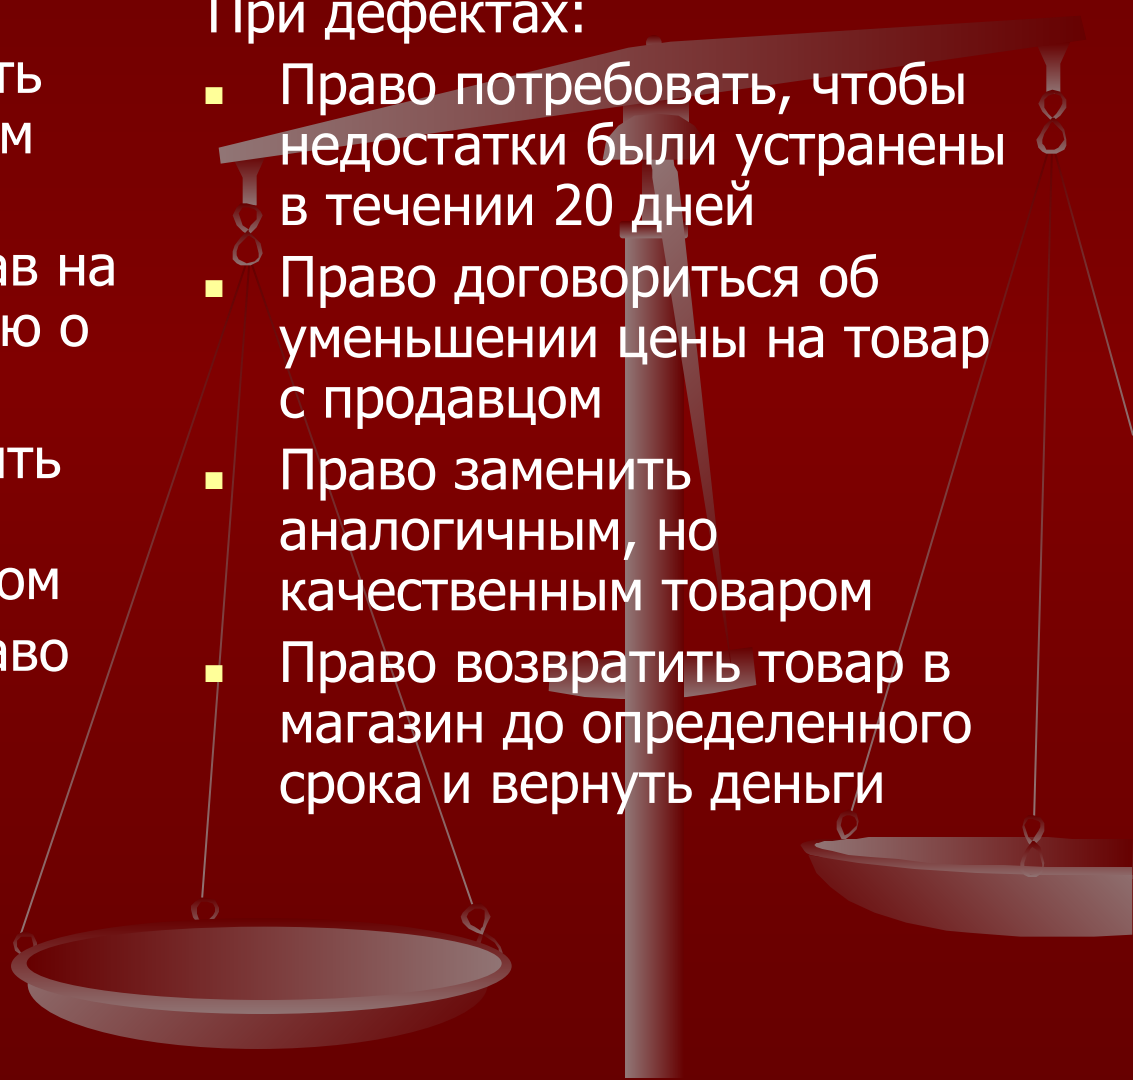 При дефектах:
Право потребовать, чтобы
недостатки были устранены
в течении 20 дней
Право договориться об
уменьшении цены на товар
с продавцом
Право заменить
аналогичным, но
качественным товаром
Право возвратить товар в
магазин до определенного
срока и вернуть деньги